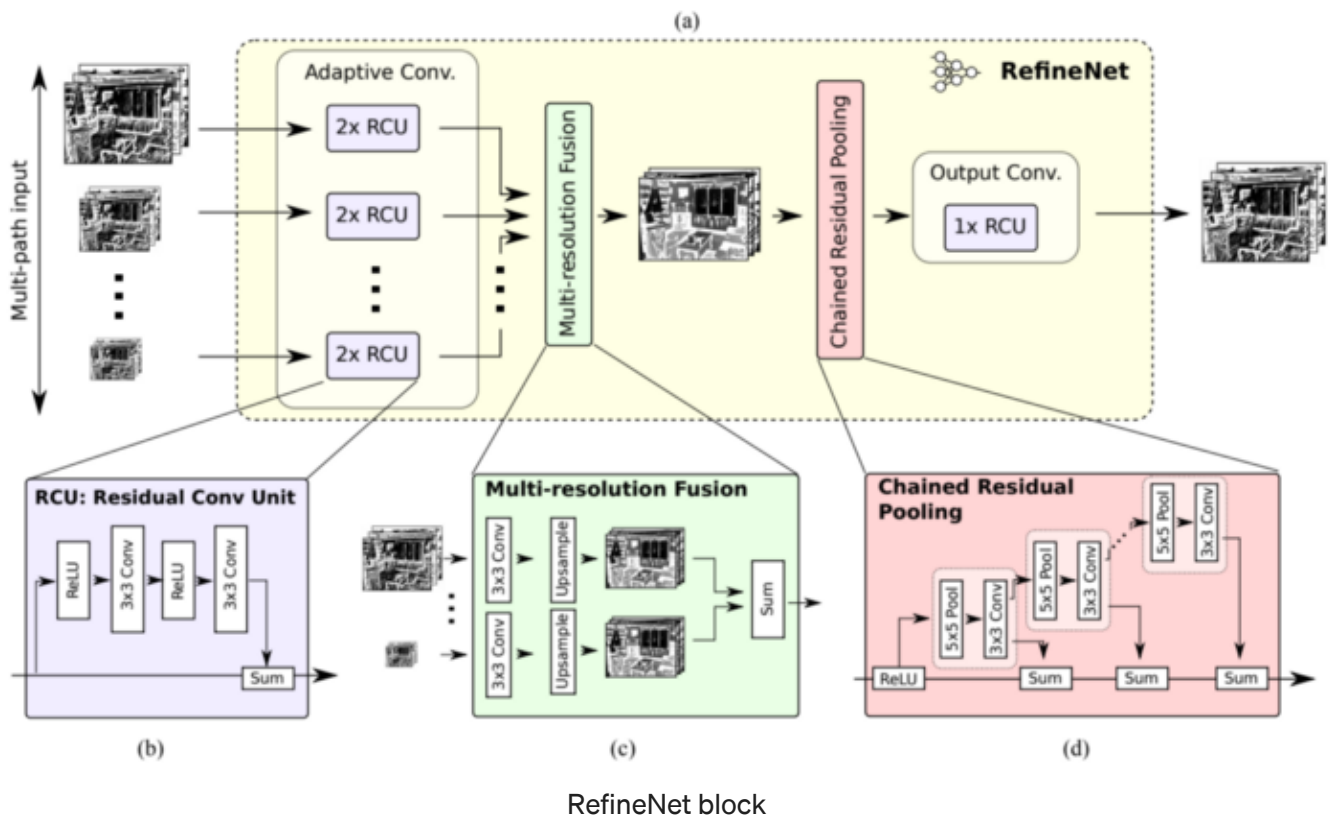 (a)
Multi-path input
Adaptive Conv.
2x RCU
2x RCU
2x RCU
Multi-resolution Fusion
Chained Residual Pooling
RefineNet
Output Conv.
1x RCU
RCU: Residual Conv Unit
ReLU
3x3 Conv
ReLU
3x3 Conv
Sum
(b)
Multi-resolution Fusion
3x3 Conv
Upsample
3x3 Conv
Upsample
Sum
(c)
Chained Residual
Pooling
ReLU
5x5 Pool
3x3 Conv
Sum
5x5 Pool
3x3 Conv
Sum
5x5 Pool
3x3 Conv
Sum
(d)
RefineNet block